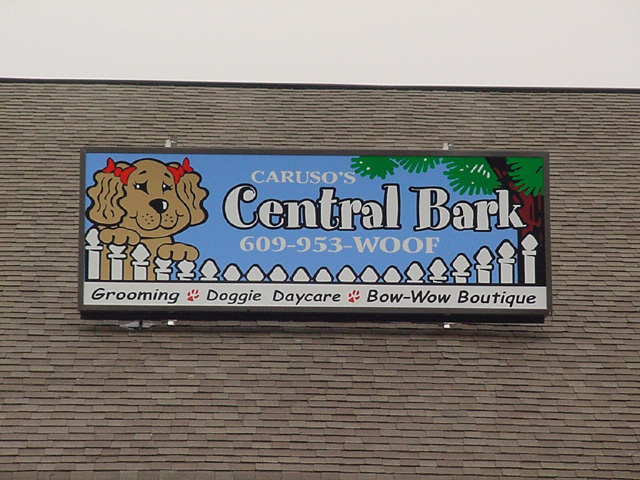 CARUSO'S
Central Bark
609-953-WOOF
Grooming Doggie Daycare Bow-Wow Boutique